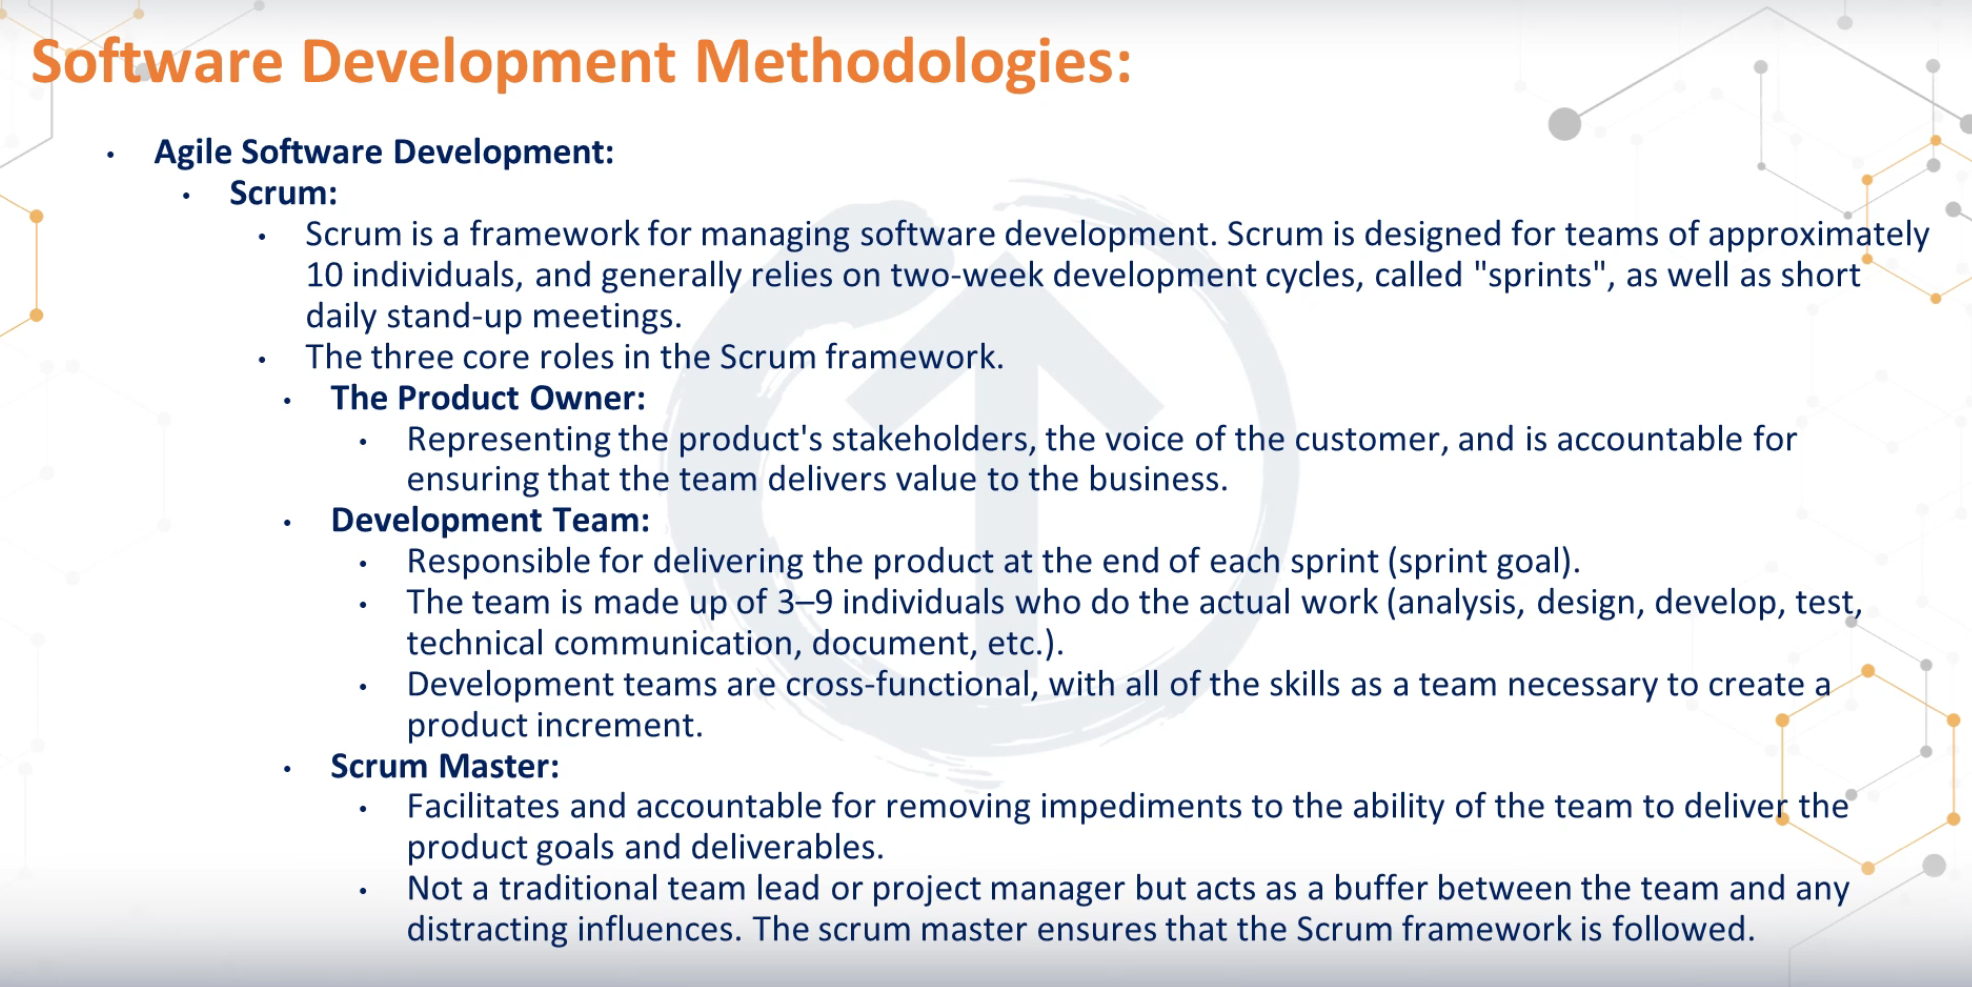 Software Development Methodologies:
• Agile Software Development:
• Scrum:
• Scrum is a framework for managing software development. Scrum is designed for teams of approximately
10 individuals, and generally relies on two-week development cycles, called "sprints", as well as short
daily stand-up meetings.
• The three core roles in the Scrum framework.
• The Product Owner:
• Representing the product's stakeholders, the voice of the customer, and is accountable for
ensuring that the team delivers value to the business.
• Development Team:
• Responsible for delivering the product at the end of each sprint (sprint goal).
• The team is made up of 3–9 individuals who do the actual work (analysis, design, develop, test,
technical communication, document, etc.).
• Development teams are cross-functional, with all of the skills as a team necessary to create a
product increment.
• Scrum Master:
• Facilitates and accountable for removing impediments to the ability of the team to deliver the
product goals and deliverables.
• Not a traditional team lead or project manager but acts as a buffer between the team and any
distracting influences. The scrum master ensures that the Scrum framework is followed.